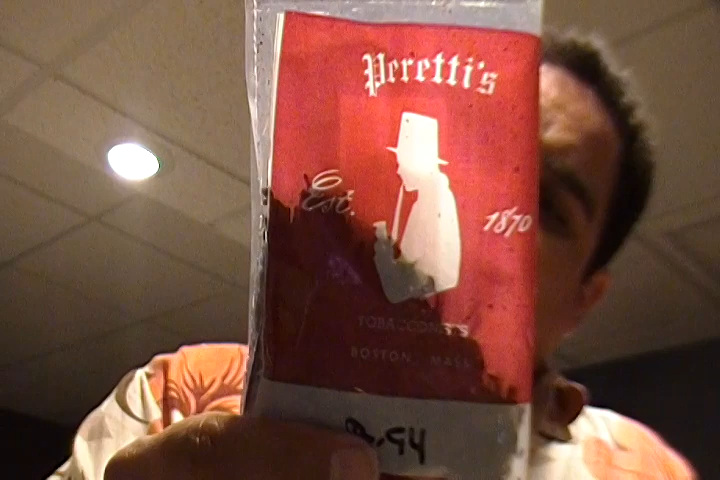 Peretti's
Est. 1870
TOBACCONISTS
BOSTON, MASS.
.94